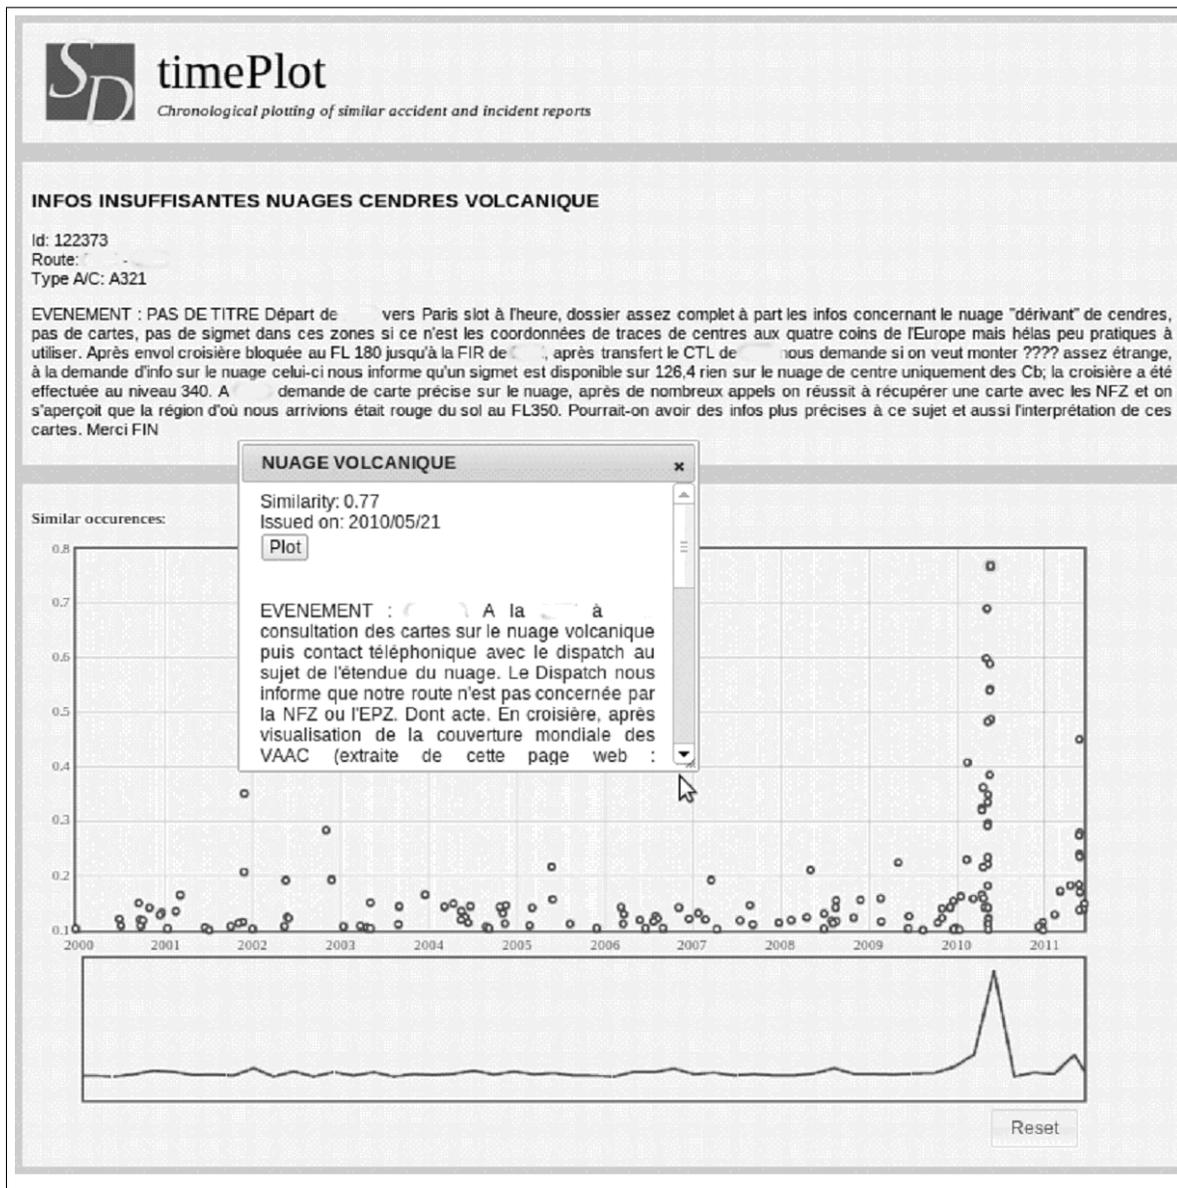 SD
timePlot
Chronological plotting of similar accident and incident reports
INFOS INSUFFISANTES NUAGES CENDRES VOLCANIQUE
Id: 122373
Route: -
Type A/C: A321
EVENEMENT : PAS DE TITRE Départ de vers Paris slot à l'heure, dossier assez complet à part les infos concernant le nuage "dérivant" de cendres,
pas de cartes, pas de sigmet dans ces zones si ce n'est les coordonnées de traces de centres aux quatre coins de l'Europe mais hélas peu pratiques à
utiliser. Après envol croisière bloquée au FL 180 jusqu'à la FIR de , après transfert le CTL de nous demande si on veut monter ???? assez étrange,
à la demande d'info sur le nuage celui-ci nous informe qu'un sigmet est disponible sur 126,4 rien sur le nuage de centre uniquement des Cb; la croisière a été
effectuée au niveau 340. A demande de carte précise sur le nuage, après de nombreux appels on réussit à récupérer une carte avec les NFZ et on
s'aperçoit que la région d'où nous arrivions était rouge du sol au FL350. Pourrait-on avoir des infos plus précises à ce sujet et aussi l'interprétation de ces
cartes. Merci FIN
NUAGE VOLCANIQUE ×
Similarity: 0.77
Issued on: 2010/05/21
Plot
EVENEMENT : A la à
consultation des cartes sur le nuage volcanique
puis contact téléphonique avec le dispatch au
sujet de l'étendue du nuage. Le Dispatch nous
informe que notre route n'est pas concernée par
la NFZ ou l'EPZ. Dont acte. En croisière, après
visualisation de la couverture mondiale des
VAAC (extraite de cette page web :
Similar occurences:
0.8
0.7
0.6
0.5
0.4
0.3
0.2
0.1
2000 2001 2002 2003 2004 2005 2006 2007 2008 2009 2010 2011
Reset